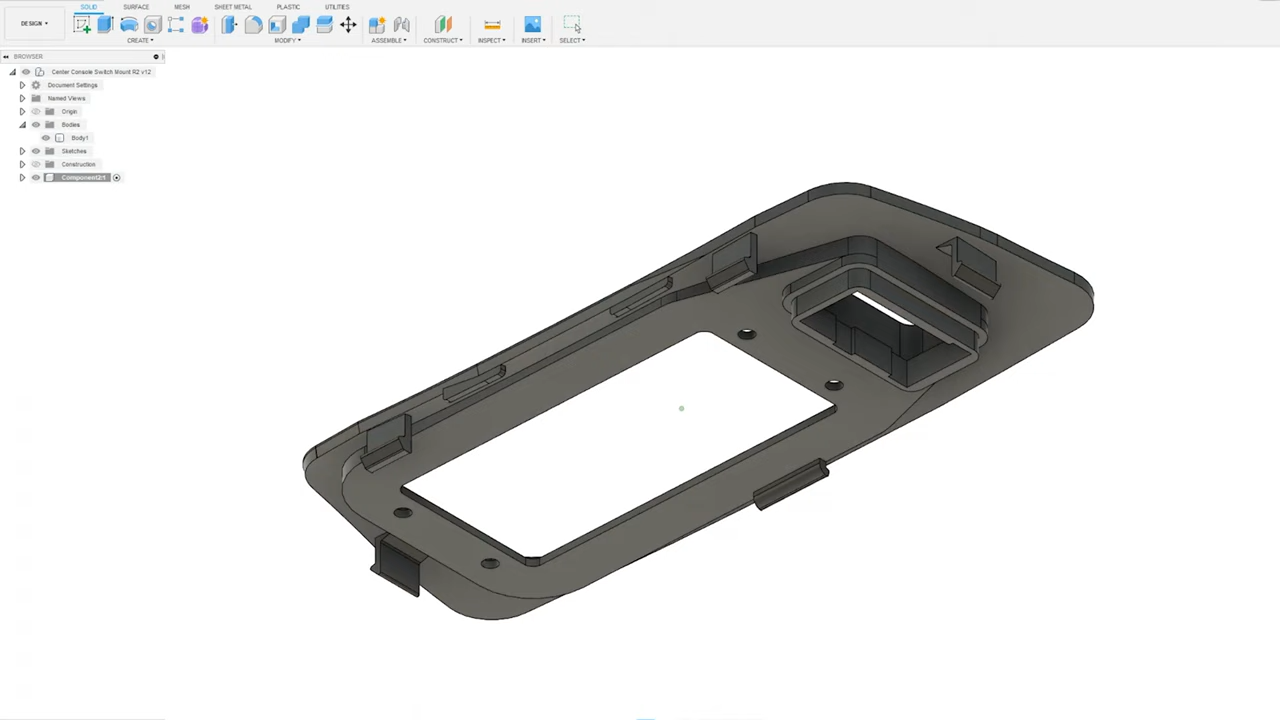 SOLID SURFACE MESH SHEET METAL PLASTIC UTILITIES
DESIGN
CREATE MODIFY ASSEMBLE CONSTRUCT INSPECT INSERT SELECT
BROWSER
Center Console Switch Mount R2 v12
Document Settings
Named Views
Origin
Bodies
Body1
Sketches
Construction
Component2:1